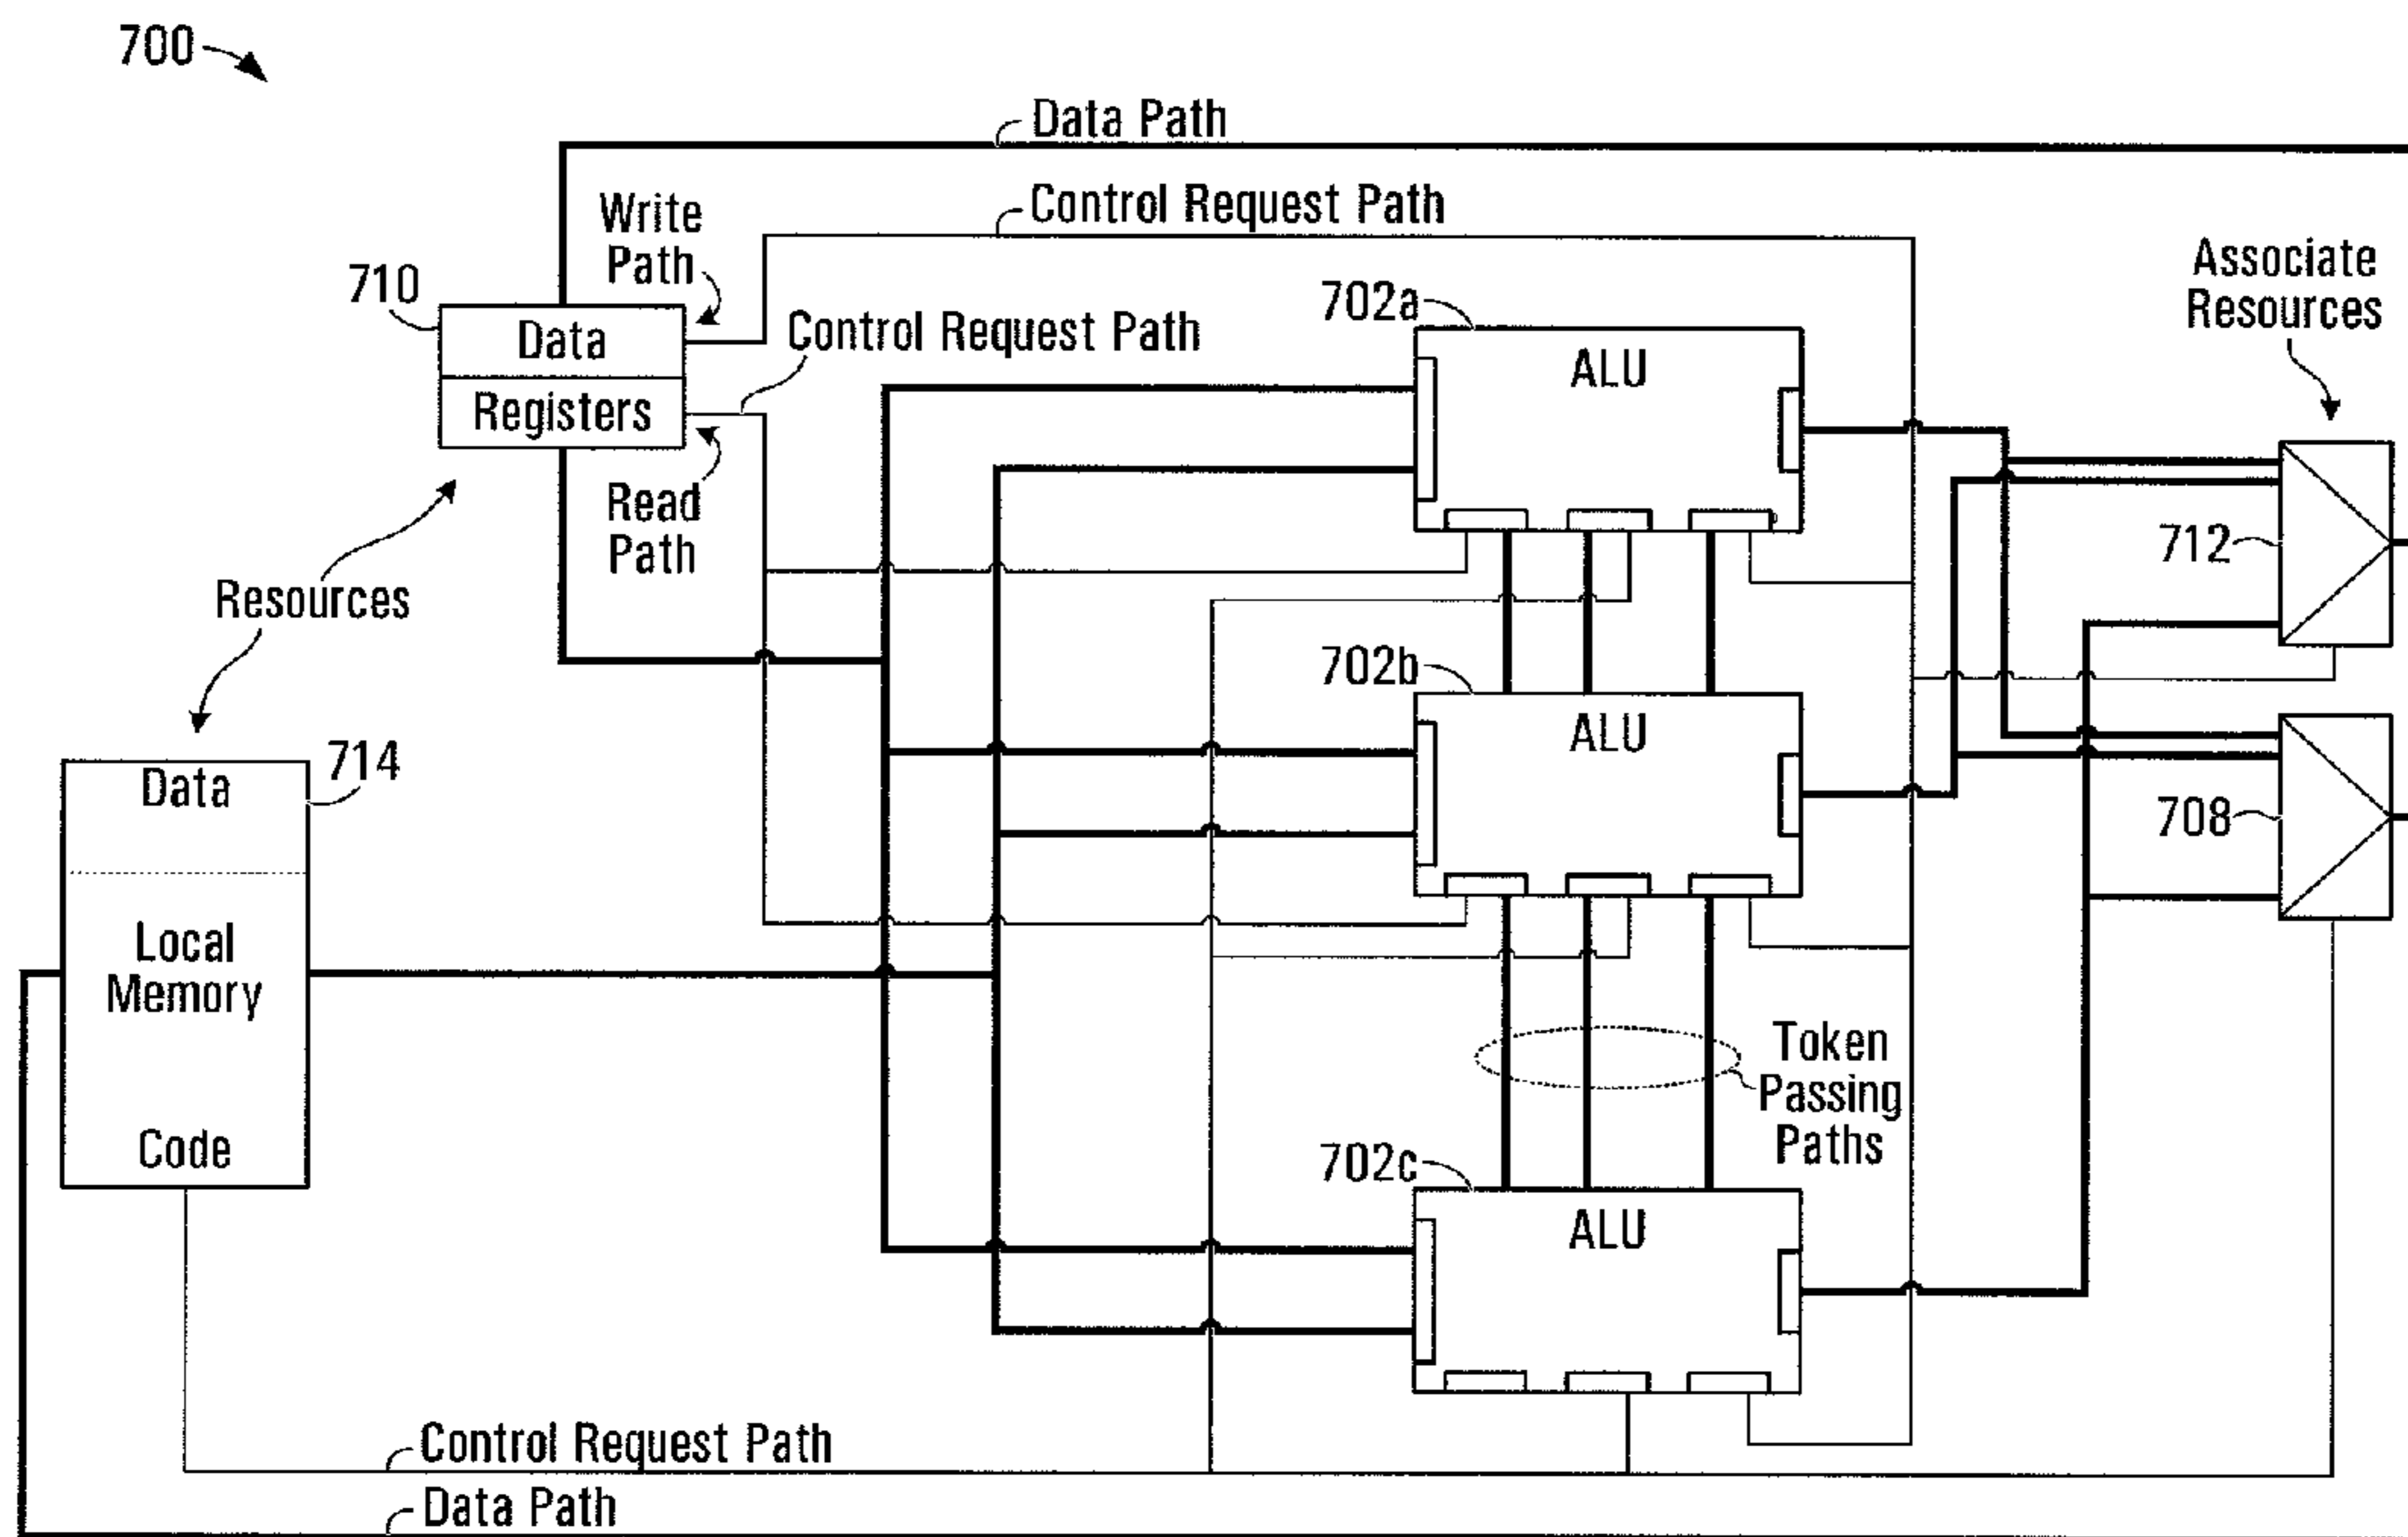 700
Data Path
Control Request Path
Write
Path
Associate
Resources
710
702a
Data
Control Request Path
ALU
Registers
Read
Path
712
Resources
702b
ALU
714
Data
708
Local
Memory
Token
Passing
Paths
Code
702c
ALU
Control Request Path
Data Path